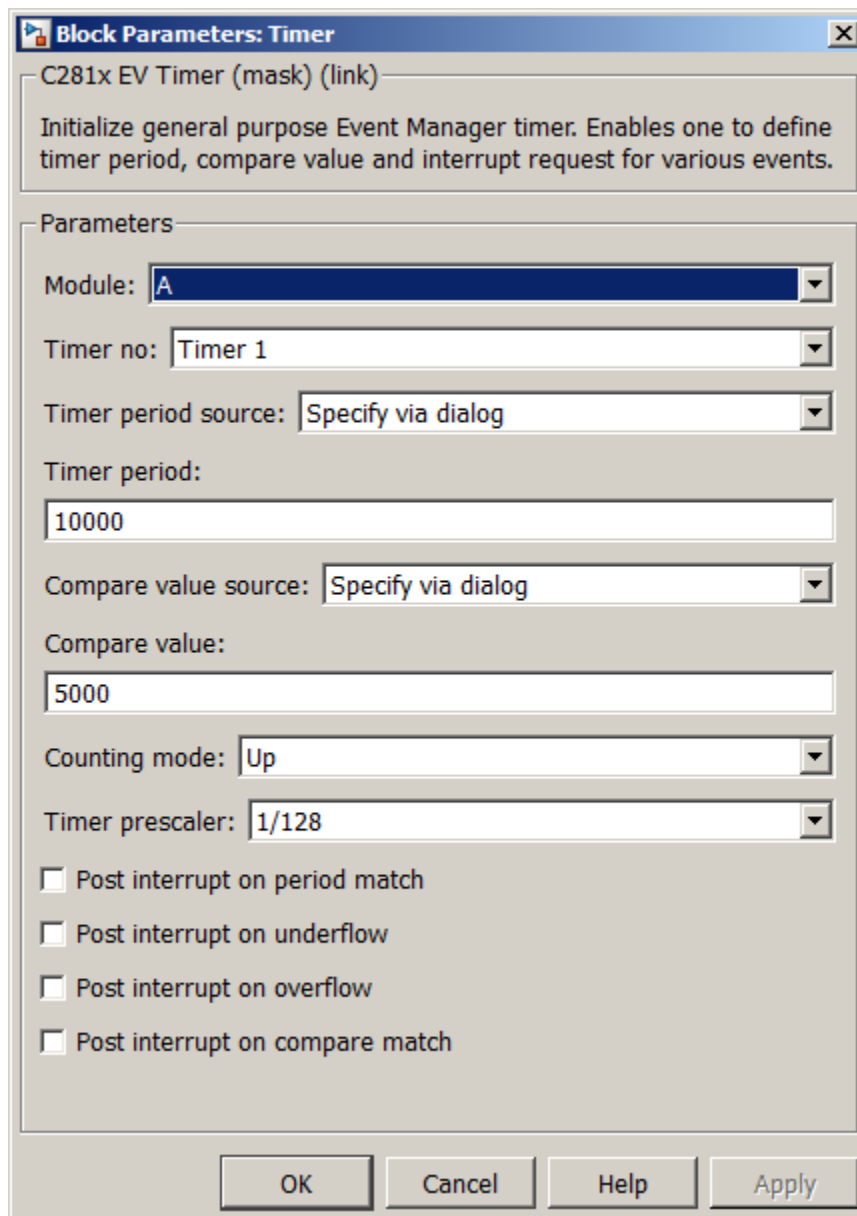 Block Parameters: Timer
C281x EV Timer (mask) (link)
Initialize general purpose Event Manager timer. Enables one to define
timer period, compare value and interrupt request for various events.
Parameters
Module: A
Timer no: Timer 1
Timer period source: Specify via dialog
Timer period:
10000
Compare value source: Specify via dialog
Compare value:
5000
Counting mode: Up
Timer prescaler: 1/128
Post interrupt on period match
Post interrupt on underflow
Post interrupt on overflow
Post interrupt on compare match
OK Cancel Help Apply